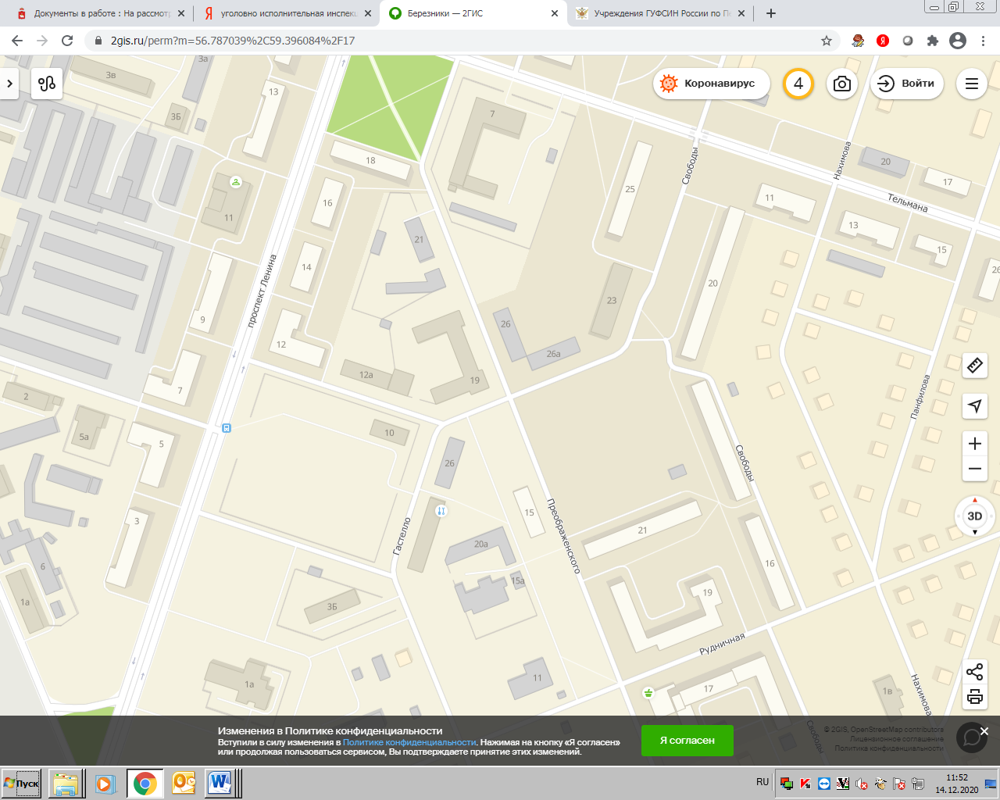 Документы в работе : На рассмотр
уголовно исполнительная инспек
Березники — 2ГИС
Учреждения ГУФСИН России по Пе
2gis.ru/perm?m=56.787039%2C59.396084%2F17
Коронавирус
4
Войти
3в
3а
13
3Б
7
18
25
Свободы
Нахимова
20
17
Тельмана
16
11
11
13
15
21
проспект Ленина
14
23
20
26
9
12
26
26а
12а
19
7
2
Панфилова
5а
5
10
26
Свободы
3
15
21
Преображенского
Гастелло
20а
6
15а
16
1а
3Б
19
Рудничная
1а
11
17
1в
Нахимова
Свободы
3D
Изменения в Политике конфиденциальности
Вступили в силу изменения в Политике конфиденциальности. Нажимая на кнопку «Я согласен»
или продолжая пользоваться сервисом, Вы подтверждаете принятие этих изменений.
Я согласен
© 2GIS, OpenStreetMap contributors
Лицензионное соглашение
Политика конфиденциальности
Пуск
RU
11:52
14.12.2020